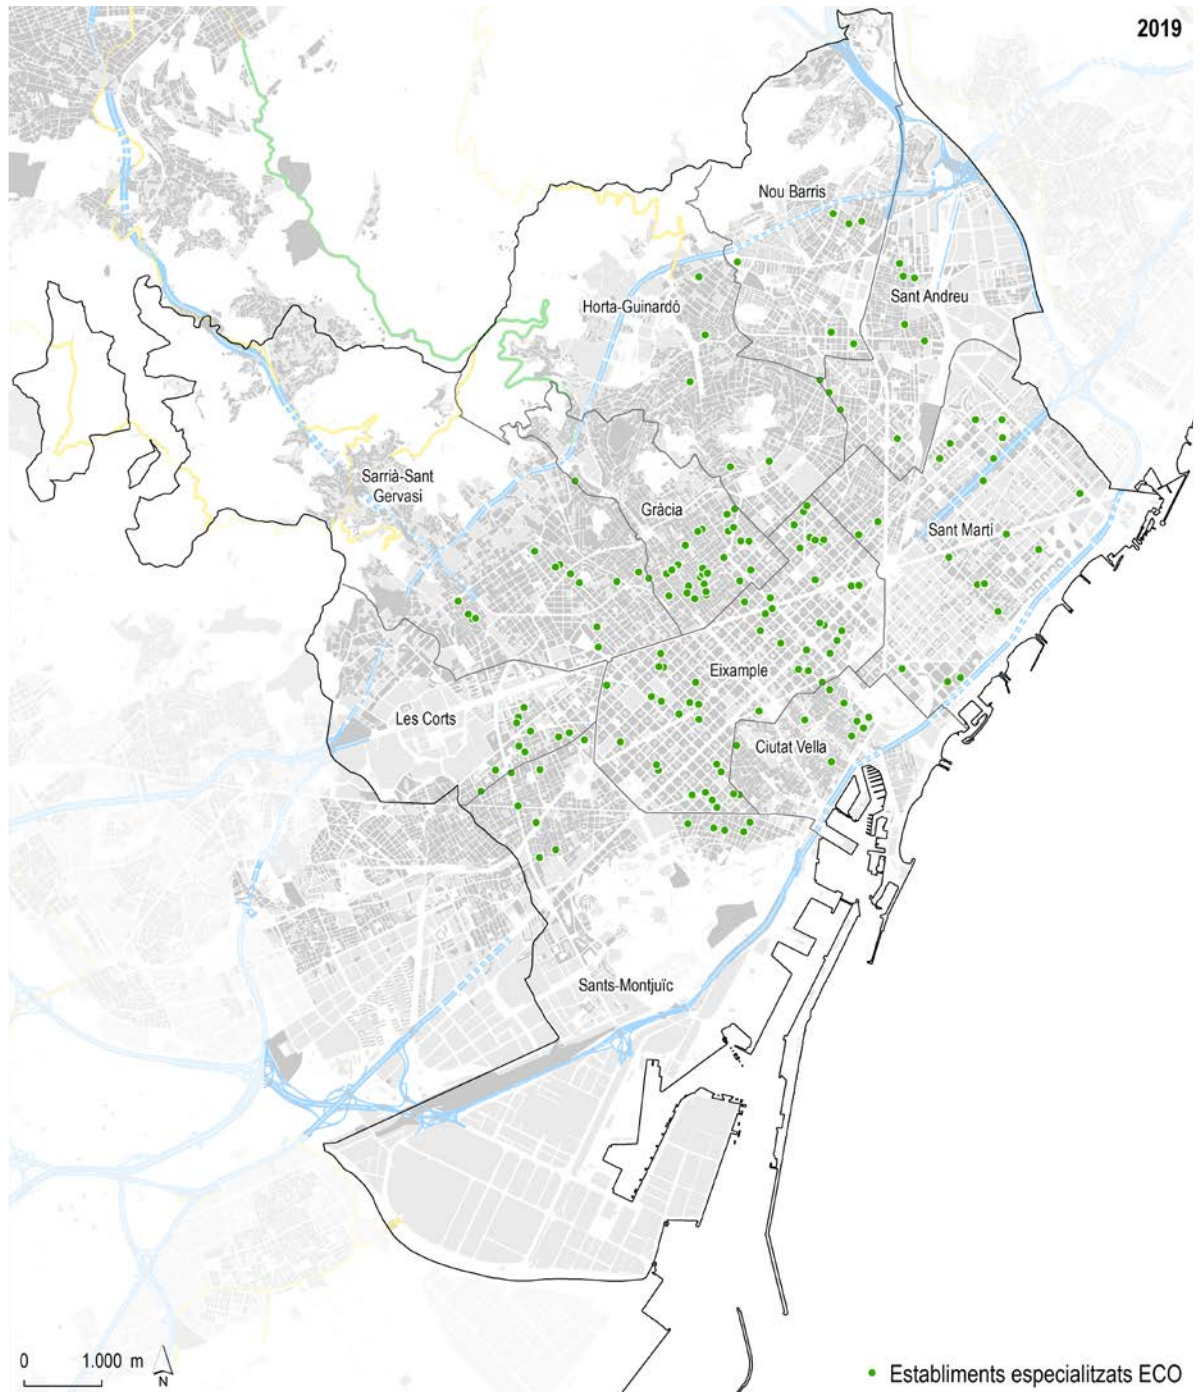 2019
Nou Barris
Horta-Guinardó
Sant Andreu
Sarrià-Sant
Gervasi
Gràcia
Sant Martí
Eixample
Les Corts
Ciutat Vella
Sants-Montjuïc
0 1.000 m
N
Establiments especialitzats ECO